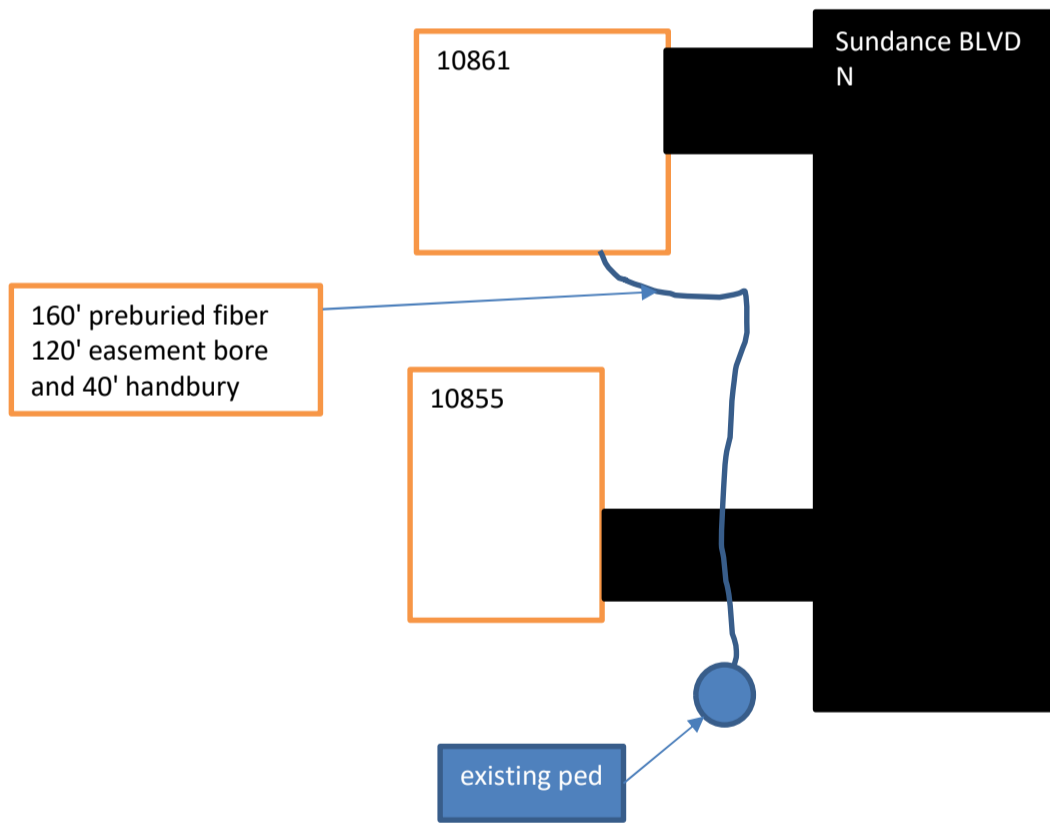 10861
Sundance BLVD
N
160' preburied fiber
120' easement bore
and 40' handbury
10855
existing ped